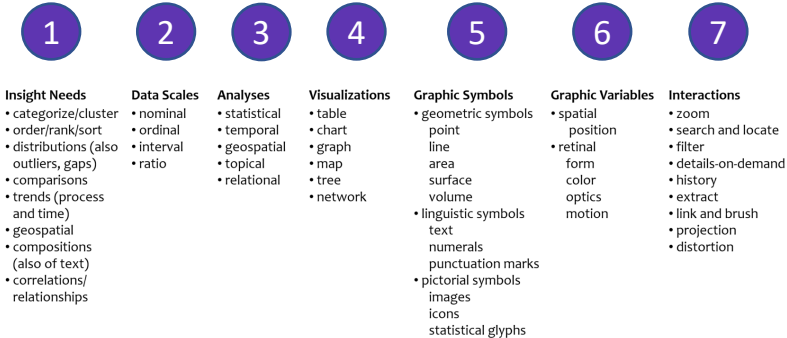 1
2
3
4
5
6
7
Insight Needs
• categorize/cluster
• order/rank/sort
• distributions (also
outliers, gaps)
• comparisons
• trends (process
and time)
• geospatial
• compositions
(also of text)
• correlations/
relationships
Data Scales
• nominal
• ordinal
• interval
• ratio
Analyses
• statistical
• temporal
• geospatial
• topical
• relational
Visualizations
• table
• chart
• graph
• map
• tree
• network
Graphic Symbols
• geometric symbols
point
line
area
surface
volume
• linguistic symbols
text
numerals
punctuation marks
• pictorial symbols
images
icons
statistical glyphs
Graphic Variables
• spatial
position
• retinal
form
color
optics
motion
Interactions
• zoom
• search and locate
• filter
• details-on-demand
• history
• extract
• link and brush
• projection
• distortion